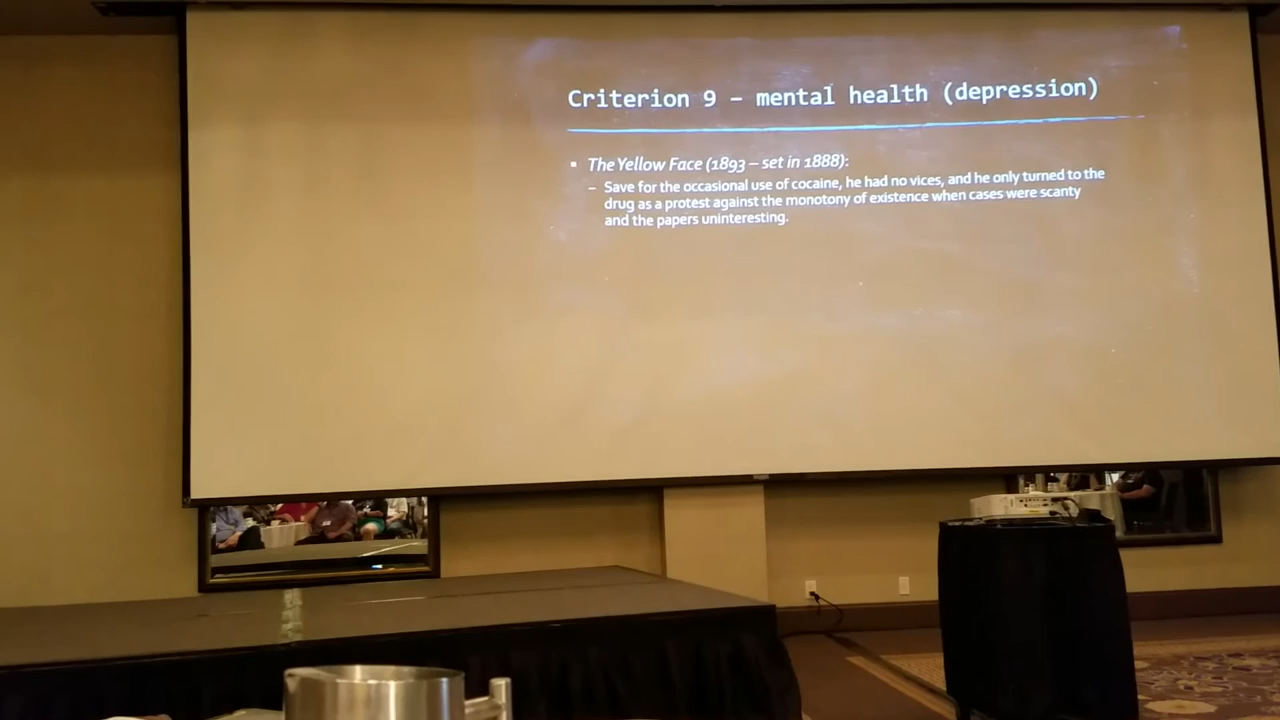 Criterion 9 – mental health (depression)
▪ The Yellow Face (1893 – set in 1888):
– Save for the occasional use of cocaine, he had no vices, and he only turned to the
drug as a protest against the monotony of existence when cases were scanty
and the papers uninteresting.